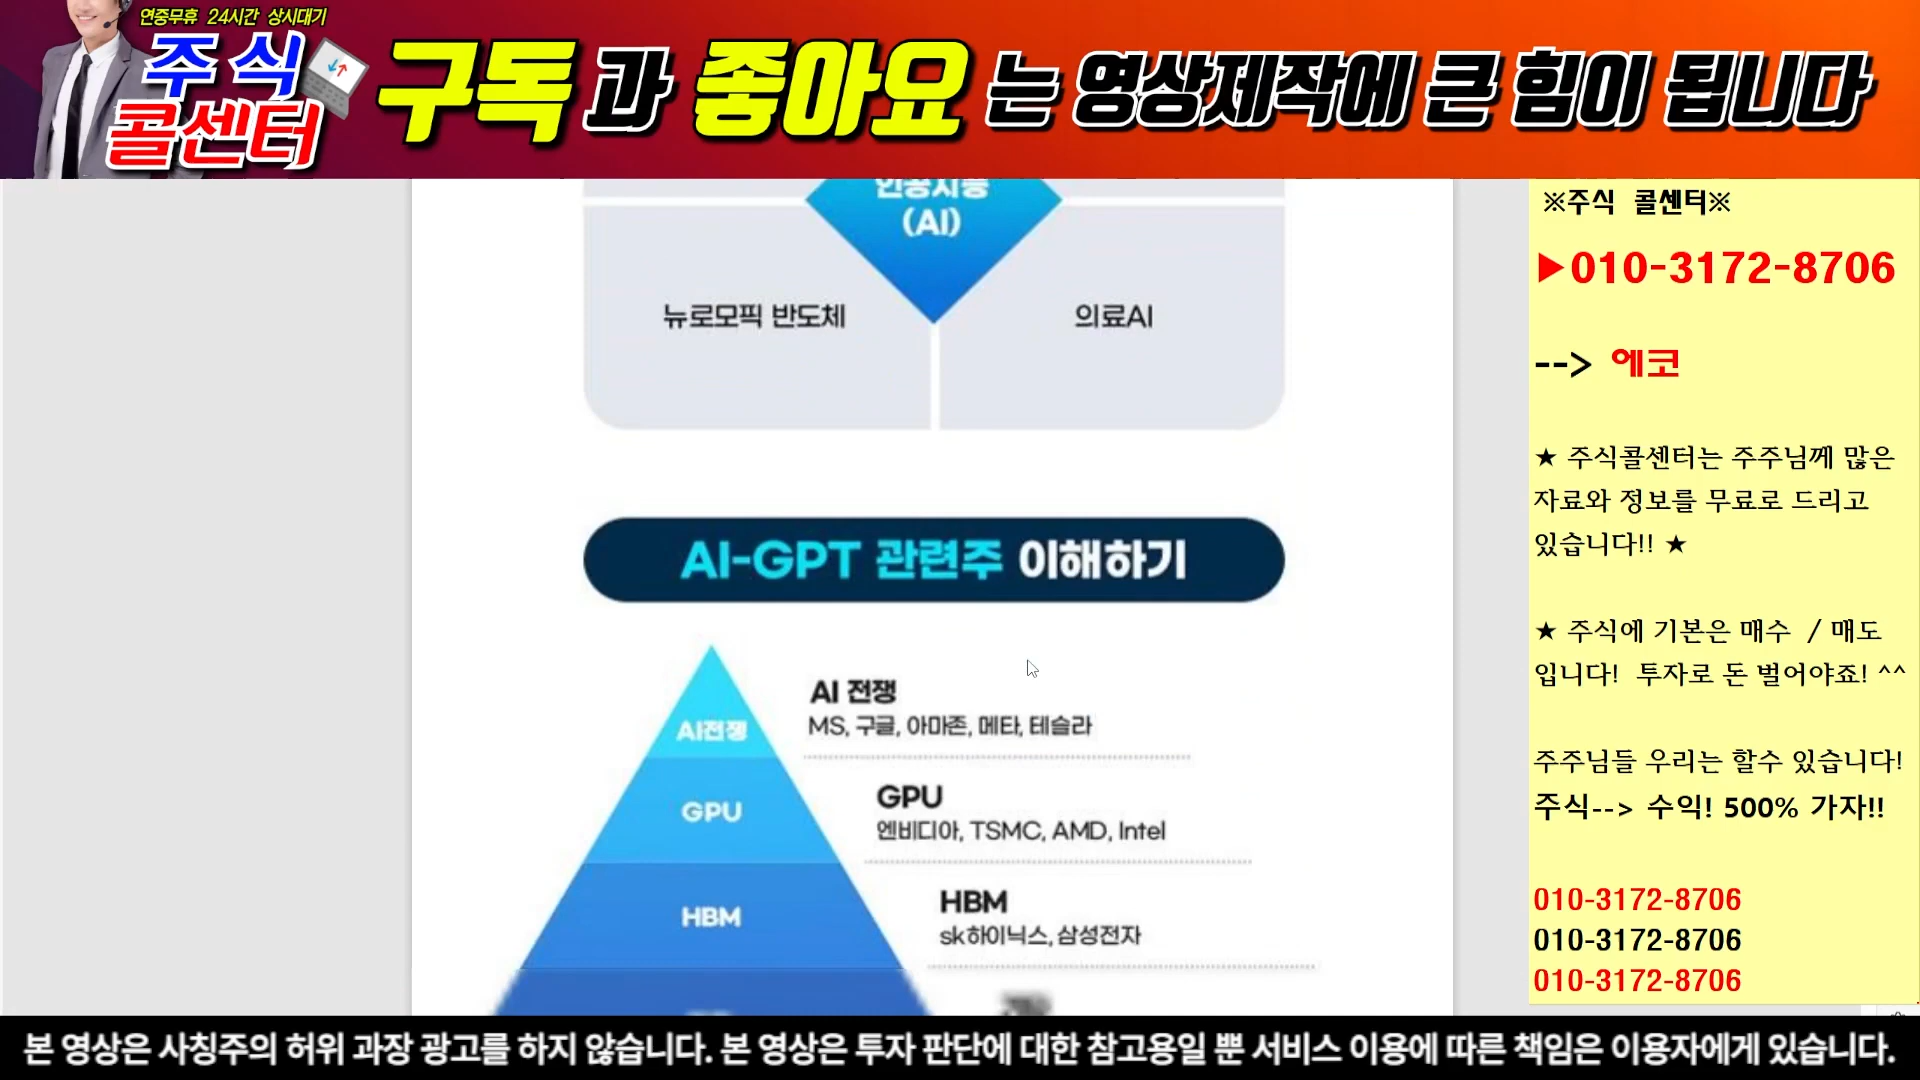 연중무휴 24시간 상시대기
주식
콜센터
구독과 좋아요는 영상제작에 큰 힘이 됩니다
인공지능
(AI)
뉴로모픽 반도체
의료AI
AI-GPT 관련주 이해하기
AI전쟁
AI 전쟁
MS, 구글, 아마존, 메타, 테슬라
GPU
GPU
엔비디아, TSMC, AMD, Intel
HBM
HBM
sk하이닉스, 삼성전자
※주식 콜센터※
▶010-3172-8706
--> 에코
★ 주식콜센터는 주주님께 많은
자료와 정보를 무료로 드리고
있습니다!! ★
★ 주식에 기본은 매수 / 매도
입니다! 투자로 돈 벌어야죠! ^^
주주님들 우리는 할수 있습니다!
주식--> 수익! 500% 가자!!
010-3172-8706
010-3172-8706
010-3172-8706
본 영상은 사칭주의 허위 과장 광고를 하지 않습니다. 본 영상은 투자 판단에 대한 참고용일 뿐 서비스 이용에 따른 책임은 이용자에게 있습니다.